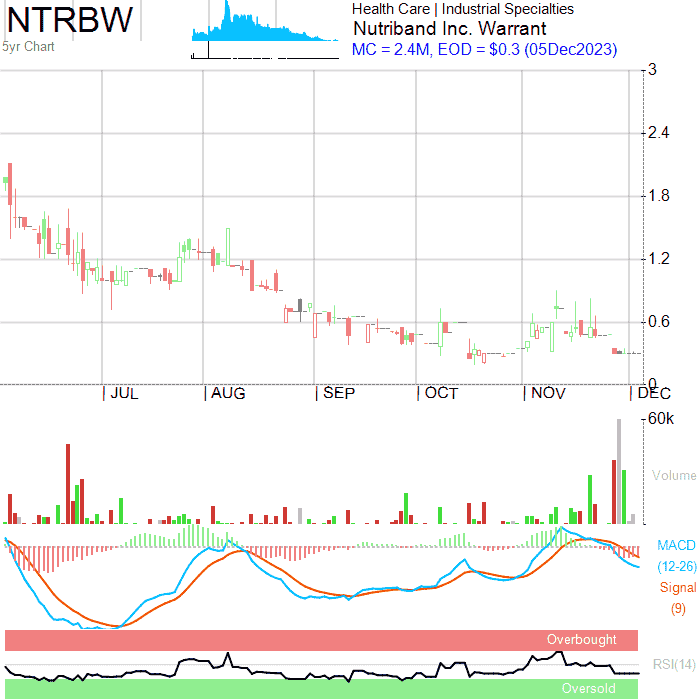 NTRBW
5yr Chart
Health Care | Industrial Specialties
Nutriband Inc. Warrant
MC = 2.4M, EOD = $0.3 (05Dec2023)
3
2.4
1.8
1.2
0.6
0
JUL AUG SEP OCT NOV DEC
60k
Volume
MACD
(12-26)
Signal
(9)
Overbought
RSI(14)
Oversold